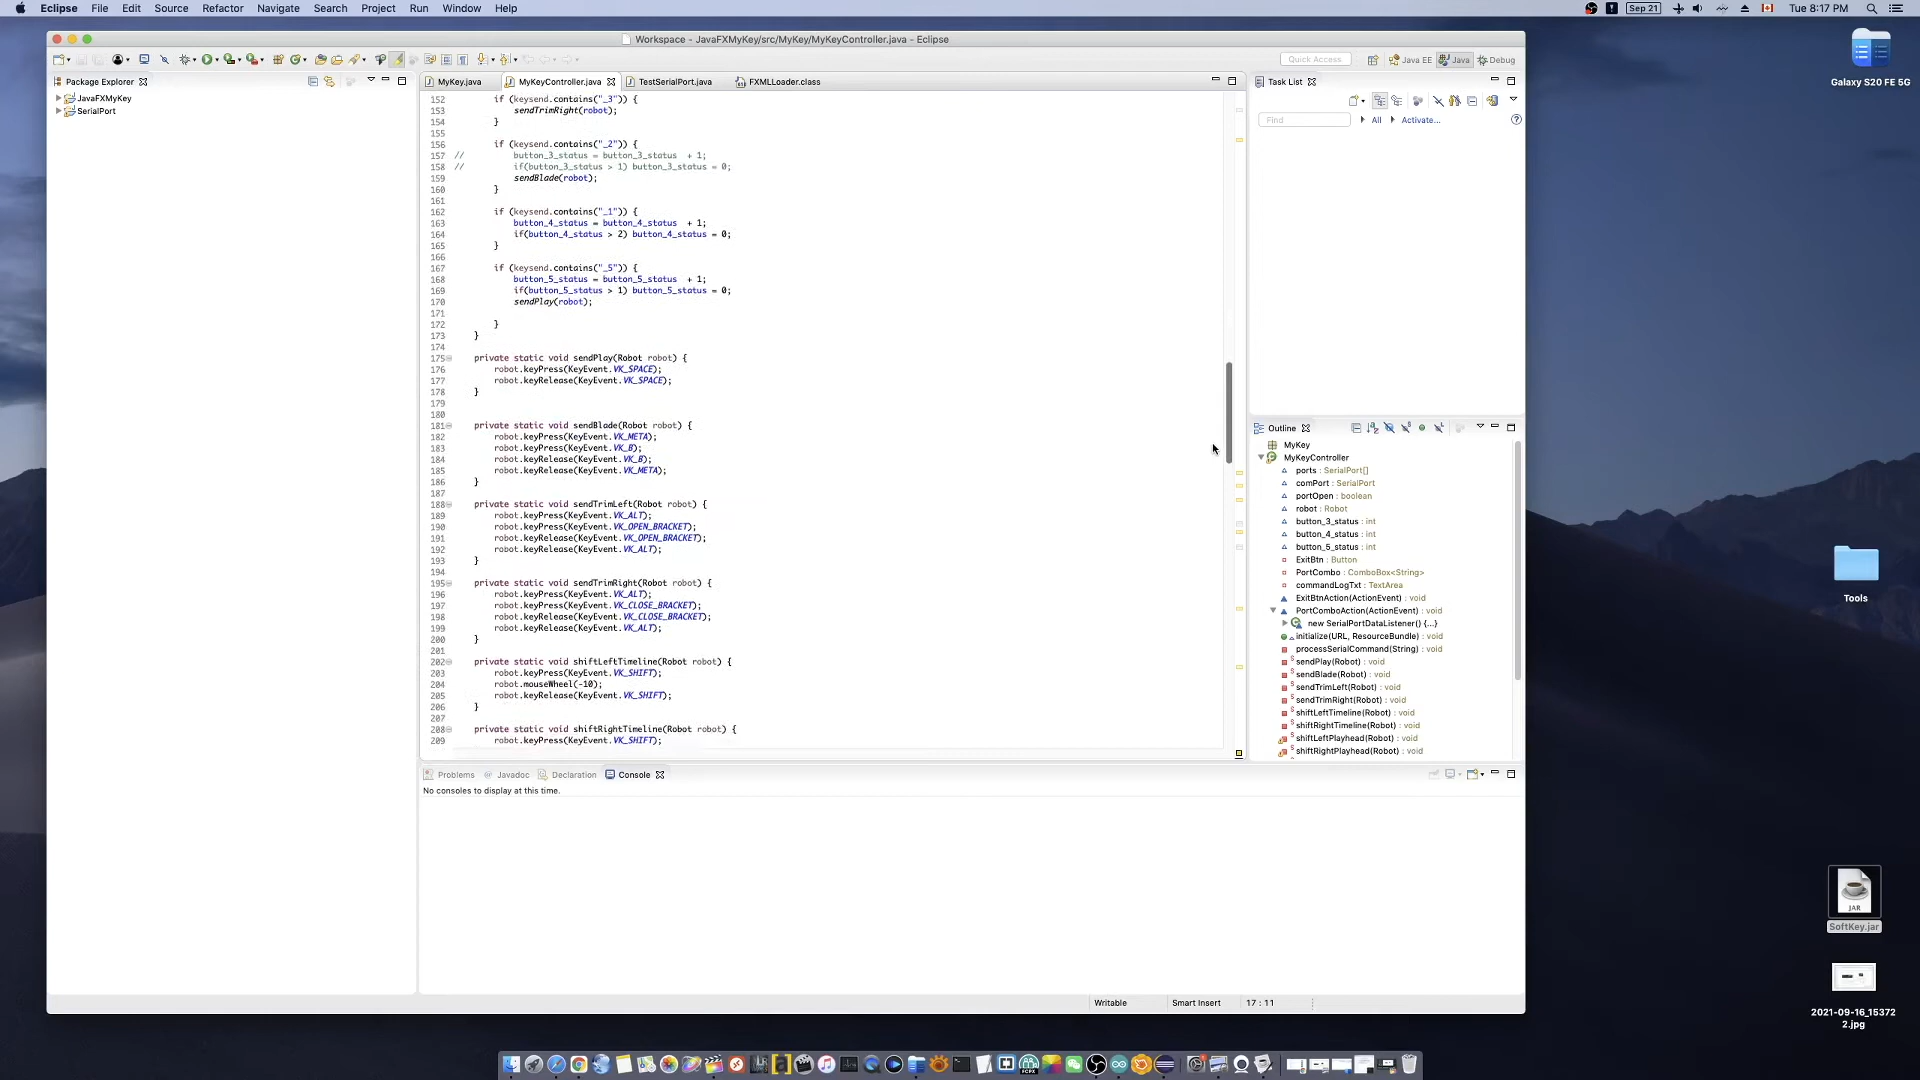 Eclipse File Edit Source Refactor Navigate Search Project Run Window Help Sep 21 Tue 8:17 PM
Workspace - JavaFXMyKey/src/MyKey/MyKeyController.java - Eclipse
Quick Access Java EE Java Debug
Package Explorer
JavaFXMyKey
SerialPort
MyKey.java MyKeyController.java TestSerialPort.java FXMLLoader.class
152 if (keysend.contains("_3")) {
153 sendTrimRight(robot);
154 }
155
156 if (keysend.contains("_2")) {
157 // button_3_status = button_3_status + 1;
158 // if(button_3_status > 1) button_3_status = 0;
159 sendBlade(robot);
160 }
161
162 if (keysend.contains("_1")) {
163 button_4_status = button_4_status + 1;
164 if(button_4_status > 2) button_4_status = 0;
165 }
166
167 if (keysend.contains("_5")) {
168 button_5_status = button_5_status + 1;
169 if(button_5_status > 1) button_5_status = 0;
170 sendPlay(robot);
171
172 }
173 }
174
175 private static void sendPlay(Robot robot) {
176 robot.keyPress(KeyEvent.VK_SPACE);
177 robot.keyRelease(KeyEvent.VK_SPACE);
178 }
179
180
181 private static void sendBlade(Robot robot) {
182 robot.keyPress(KeyEvent.VK_META);
183 robot.keyPress(KeyEvent.VK_B);
184 robot.keyRelease(KeyEvent.VK_B);
185 robot.keyRelease(KeyEvent.VK_META);
186 }
187
188 private static void sendTrimLeft(Robot robot) {
189 robot.keyPress(KeyEvent.VK_ALT);
190 robot.keyPress(KeyEvent.VK_OPEN_BRACKET);
191 robot.keyRelease(KeyEvent.VK_OPEN_BRACKET);
192 robot.keyRelease(KeyEvent.VK_ALT);
193 }
194
195 private static void sendTrimRight(Robot robot) {
196 robot.keyPress(KeyEvent.VK_ALT);
197 robot.keyPress(KeyEvent.VK_CLOSE_BRACKET);
198 robot.keyRelease(KeyEvent.VK_CLOSE_BRACKET);
199 robot.keyRelease(KeyEvent.VK_ALT);
200 }
201
202 private static void shiftLeftTimeline(Robot robot) {
203 robot.keyPress(KeyEvent.VK_SHIFT);
204 robot.mouseWheel(-10);
205 robot.keyRelease(KeyEvent.VK_SHIFT);
206 }
207
208 private static void shiftRightTimeline(Robot robot) {
209 robot.keyPress(KeyEvent.VK_SHIFT);
Task List
Find All Activate...
Outline
MyKey
MyKeyController
ports : SerialPort[]
comPort : SerialPort
portOpen : boolean
robot : Robot
button_3_status : int
button_4_status : int
button_5_status : int
ExitBtn : Button
PortCombo : ComboBox<String>
commandLogTxt : TextArea
ExitBtnAction(ActionEvent) : void
PortComboAction(ActionEvent) : void
new SerialPortDataListener() {...}
initialize(URL, ResourceBundle) : void
processSerialCommand(String) : void
sendPlay(Robot) : void
sendBlade(Robot) : void
sendTrimLeft(Robot) : void
sendTrimRight(Robot) : void
shiftLeftTimeline(Robot) : void
shiftRightTimeline(Robot) : void
shiftLeftPlayhead(Robot) : void
shiftRightPlayhead(Robot) : void
Problems Javadoc Declaration Console
No consoles to display at this time.
Writable Smart Insert 17 : 11
Galaxy S20 FE 5G
Tools
JAR
SoftKey.jar
2021-09-16_15372
2.jpg
FCPX